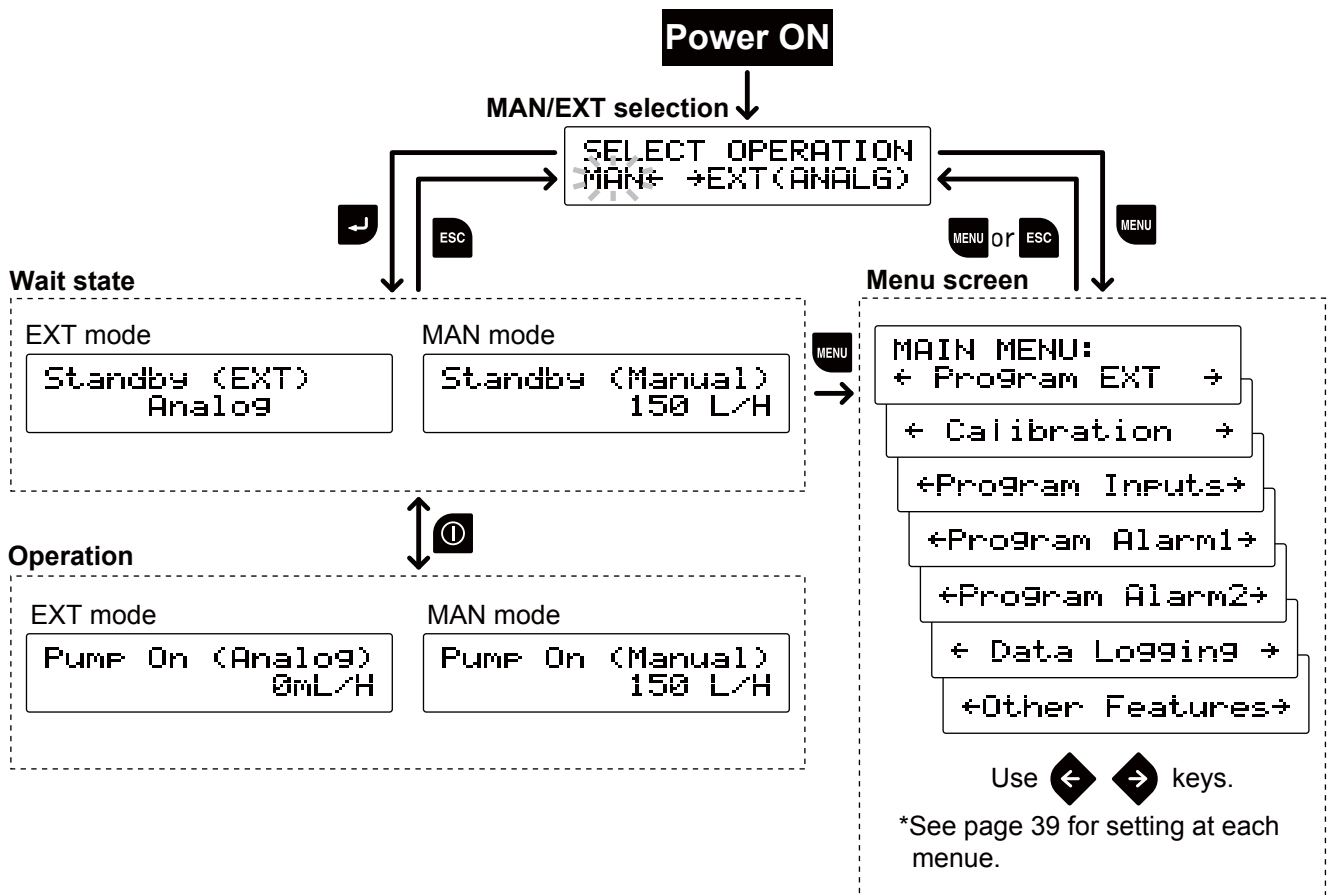 Power ON
MAN/EXT selection
SELECT OPERATION
MAN← →EXT(ANALG)
ESC
MENU or ESC
MENU
Wait state
EXT mode
Standby (EXT)
Analog
MAN mode
Standby (Manual)
150 L/H
MENU
Operation
EXT mode
Pump On (Analog)
0mL/H
MAN mode
Pump On (Manual)
150 L/H
Menu screen
MAIN MENU:
← Program EXT →
← Calibration →
←Program Inputs→
←Program Alarm1→
←Program Alarm2→
← Data Logging →
←Other Features→
Use ← → keys.
*See page 39 for setting at each
menue.